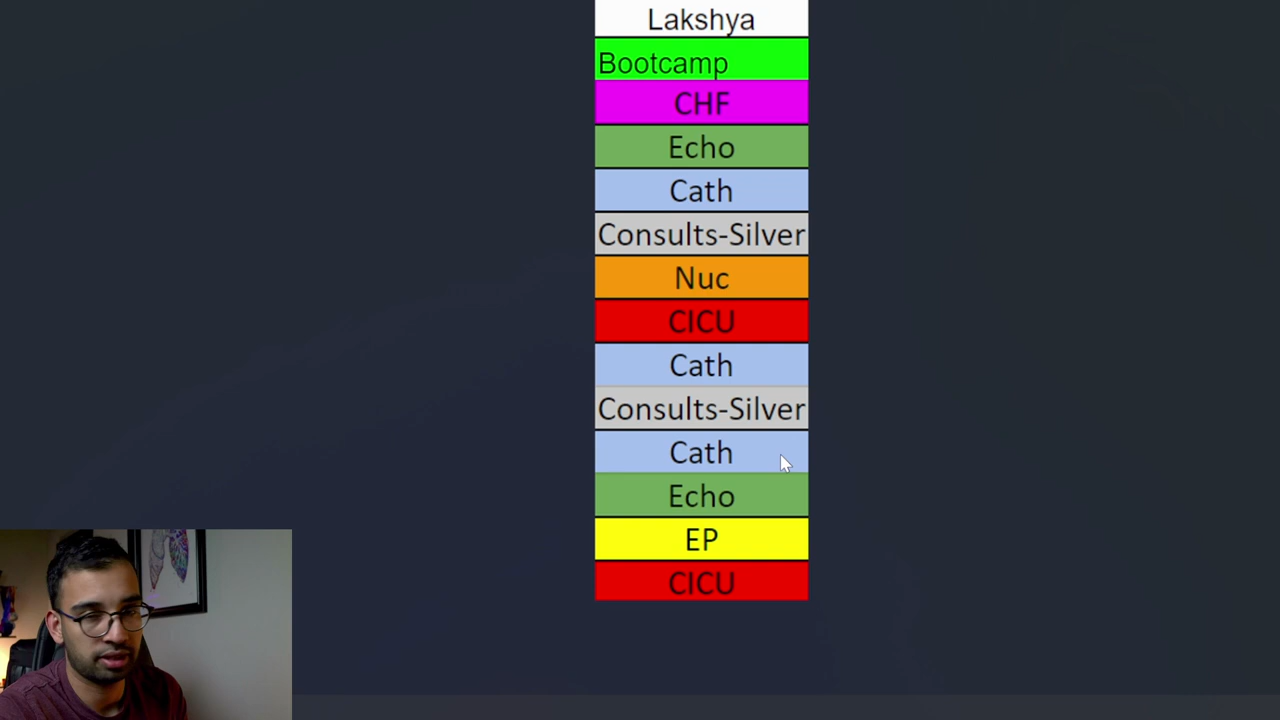 Lakshya
Bootcamp
CHF
Echo
Cath
Consults-Silver
Nuc
CICU
Cath
Consults-Silver
Cath
Echo
EP
CICU